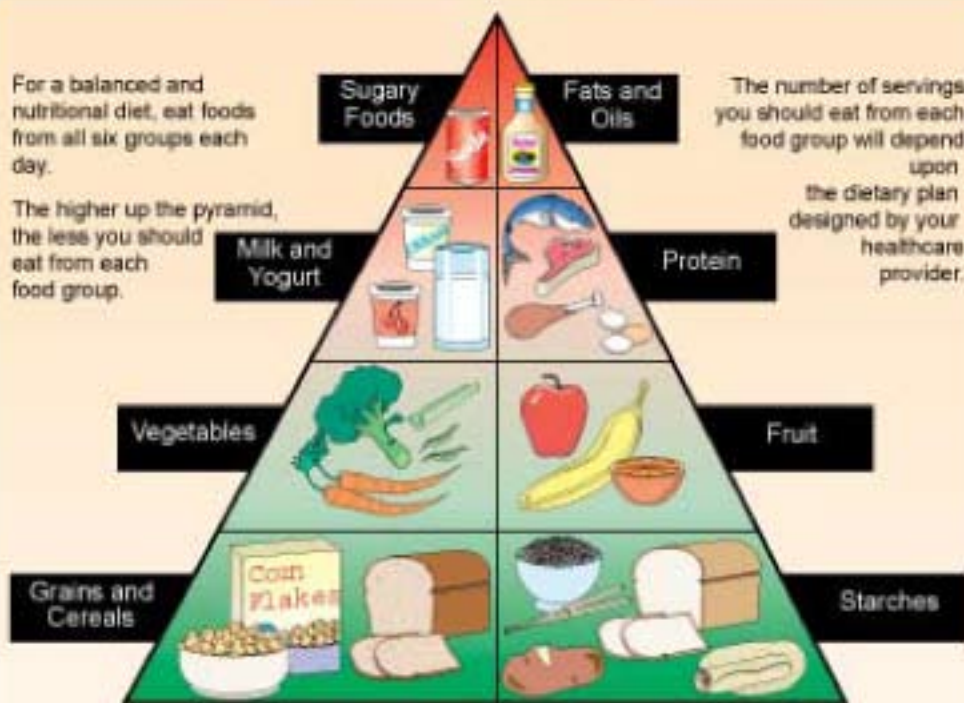 For a balanced and
nutritional diet, eat foods
from all six groups each
day.
The higher up the pyramid,
the less you should
eat from each
food group.
Sugary
Foods
Fats and
Oils
The number of servings
you should eat from each
food group will depend
upon
the dietary plan
designed by your
healthcare
provider.
Milk and
Yogurt
Protein
Vegetables
Fruit
Grains and
Cereals
Corn
Flakes
Starches